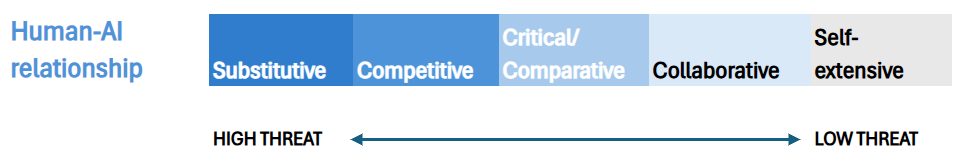 Human-AI
relationship
Substitutive
Competitive
Critical/
Comparative
Collaborative
Self-
extensive
HIGH THREAT
LOW THREAT